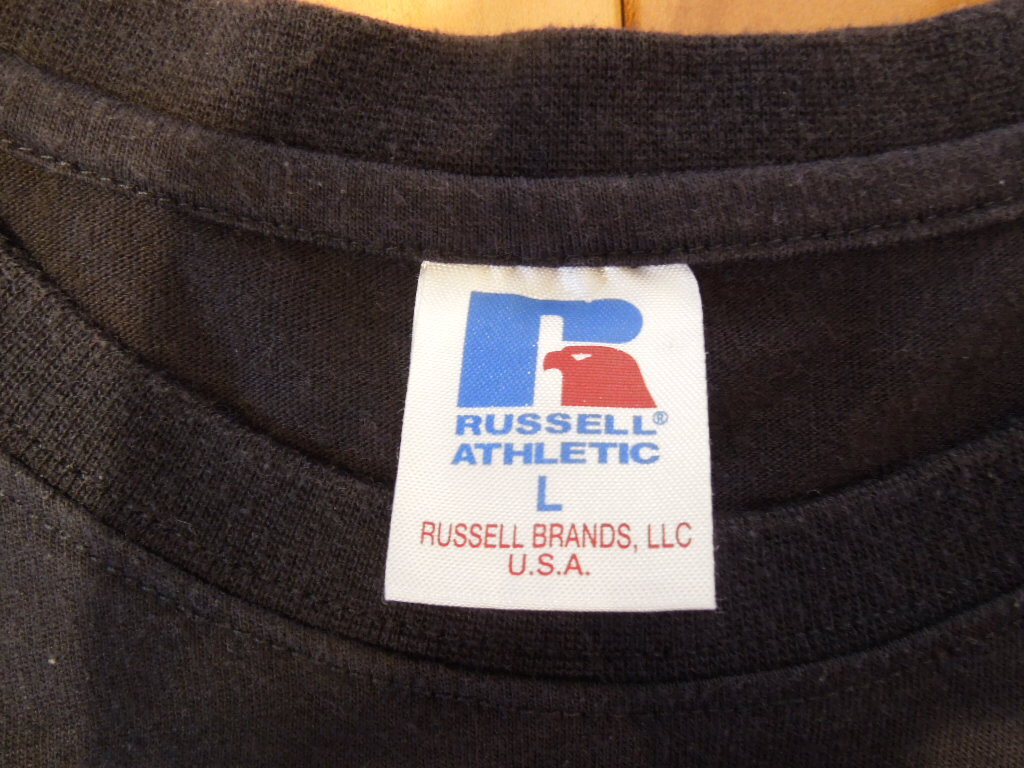 RUSSELL®
ATHLETIC
L
RUSSELL BRANDS, LLC
U.S.A.